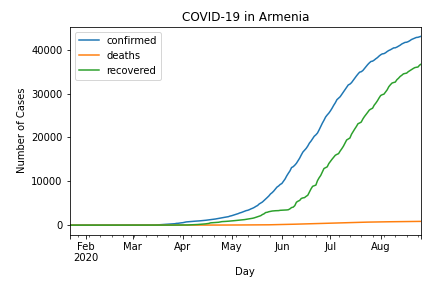 COVID-19 in Armenia
confirmed
deaths
recovered
Number of Cases
40000
30000
20000
10000
0
Feb Mar Apr May Jun Jul Aug
2020
Day